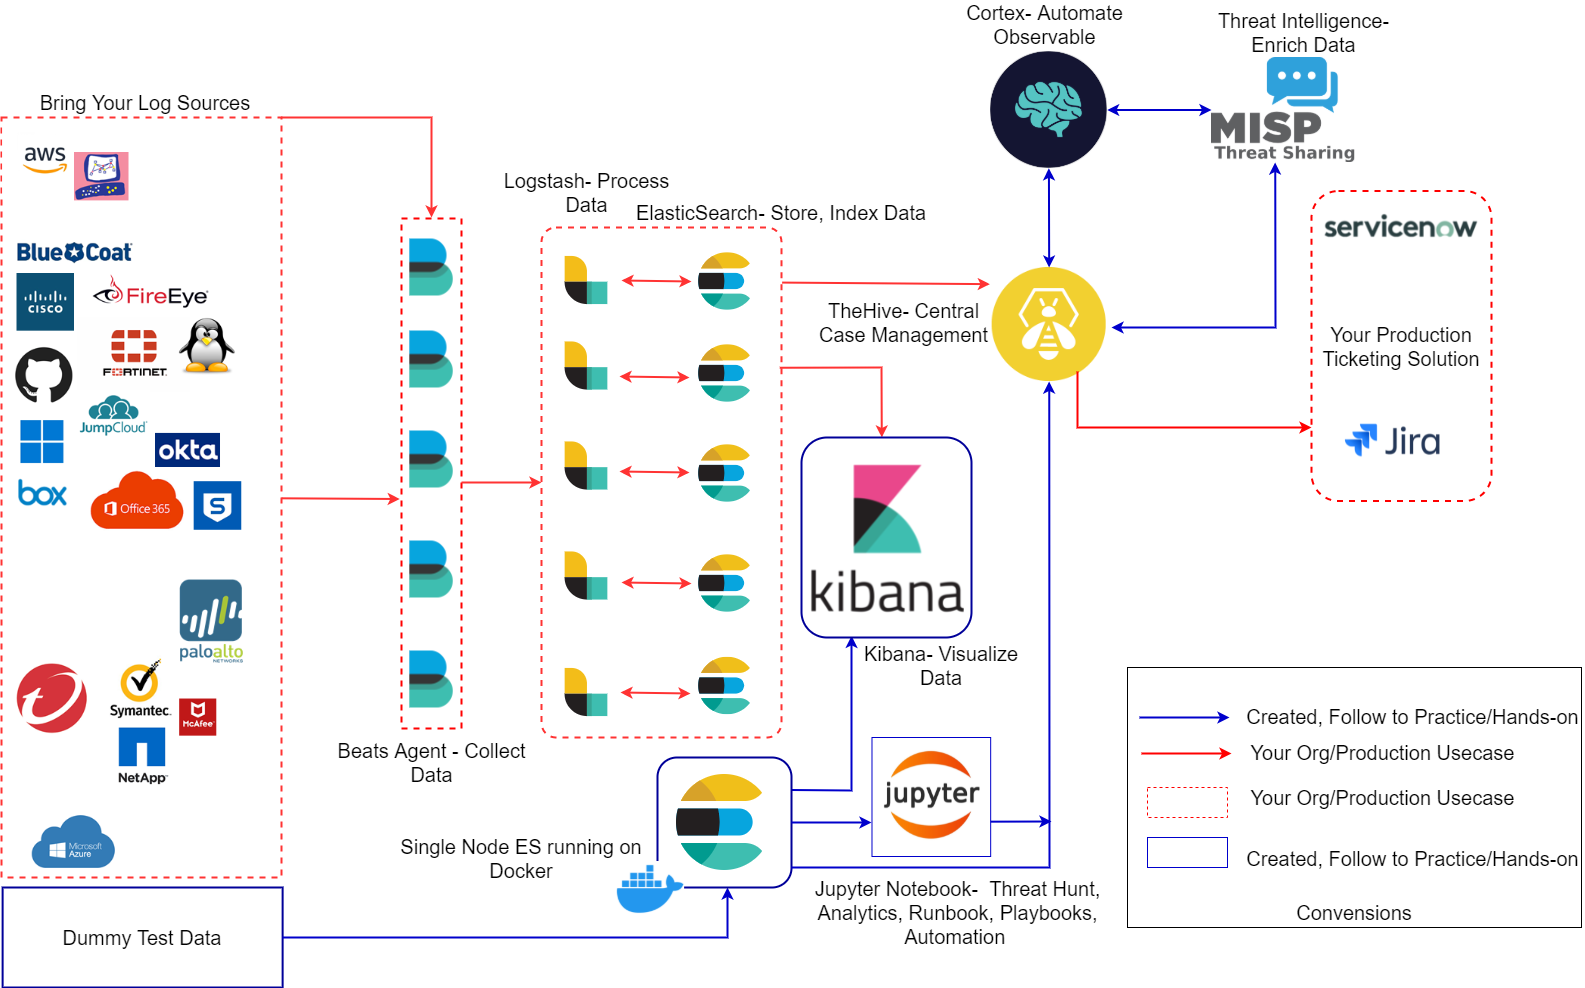 Cortex- Automate
Observable
Threat Intelligence-
Enrich Data
MISP
Threat Sharing
Bring Your Log Sources
aws
Blue Coat
CISCO
FireEye
FORTINET
JumpCloud
okta
box
Office 365
S
paloalto
NETWORKS
Symantec
McAfee
NetApp
Microsoft
Azure
Beats Agent - Collect
Data
Logstash- Process
Data
ElasticSearch- Store, Index Data
TheHive- Central
Case Management
servicenow
Your Production
Ticketing Solution
Jira
kibana
Kibana- Visualize
Data
Single Node ES running on
Docker
jupyter
Jupyter Notebook-  Threat Hunt,
Analytics, Runbook, Playbooks,
Automation
Dummy Test Data
Created, Follow to Practice/Hands-on
Your Org/Production Usecase
Your Org/Production Usecase
Created, Follow to Practice/Hands-on
Convensions